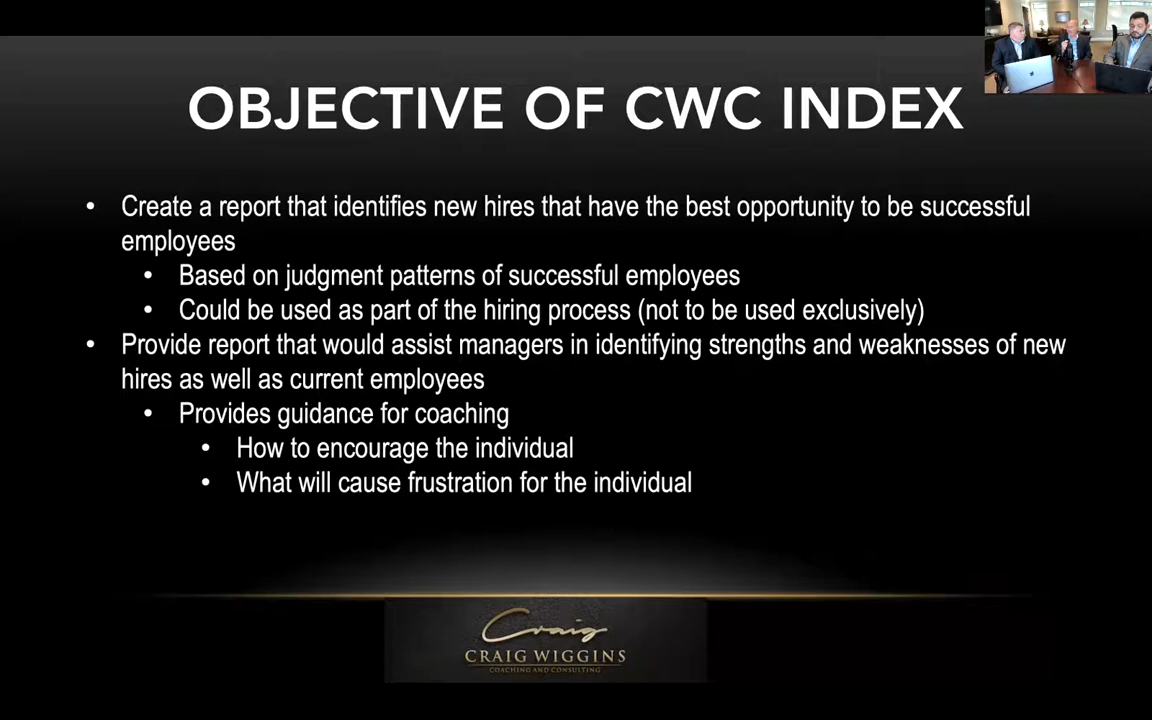 OBJECTIVE OF CWC INDEX
• Create a report that identifies new hires that have the best opportunity to be successful
employees
• Based on judgment patterns of successful employees
• Could be used as part of the hiring process (not to be used exclusively)
• Provide report that would assist managers in identifying strengths and weaknesses of new
hires as well as current employees
• Provides guidance for coaching
• How to encourage the individual
• What will cause frustration for the individual
Craig
CRAIG WIGGINS
COACHING AND CONSULTING